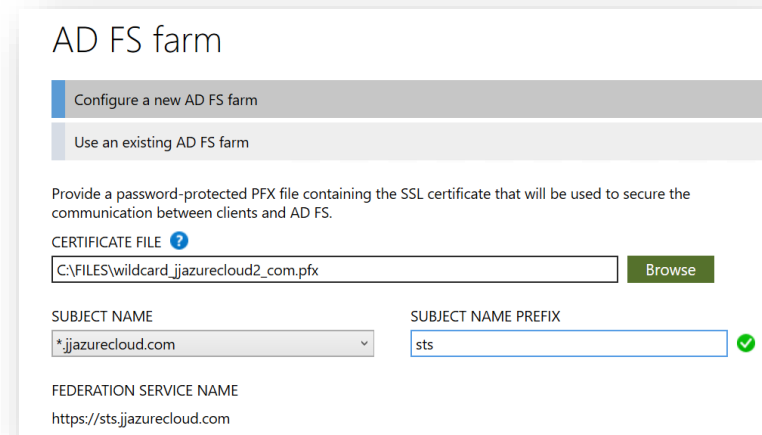 AD FS farm
Configure a new AD FS farm
Use an existing AD FS farm
Provide a password-protected PFX file containing the SSL certificate that will be used to secure the
communication between clients and AD FS.
CERTIFICATE FILE ?
C:\FILES\wildcard_jjazurecloud2_com.pfx Browse
SUBJECT NAME SUBJECT NAME PREFIX
*.jjazurecloud.com sts
FEDERATION SERVICE NAME
https://sts.jjazurecloud.com